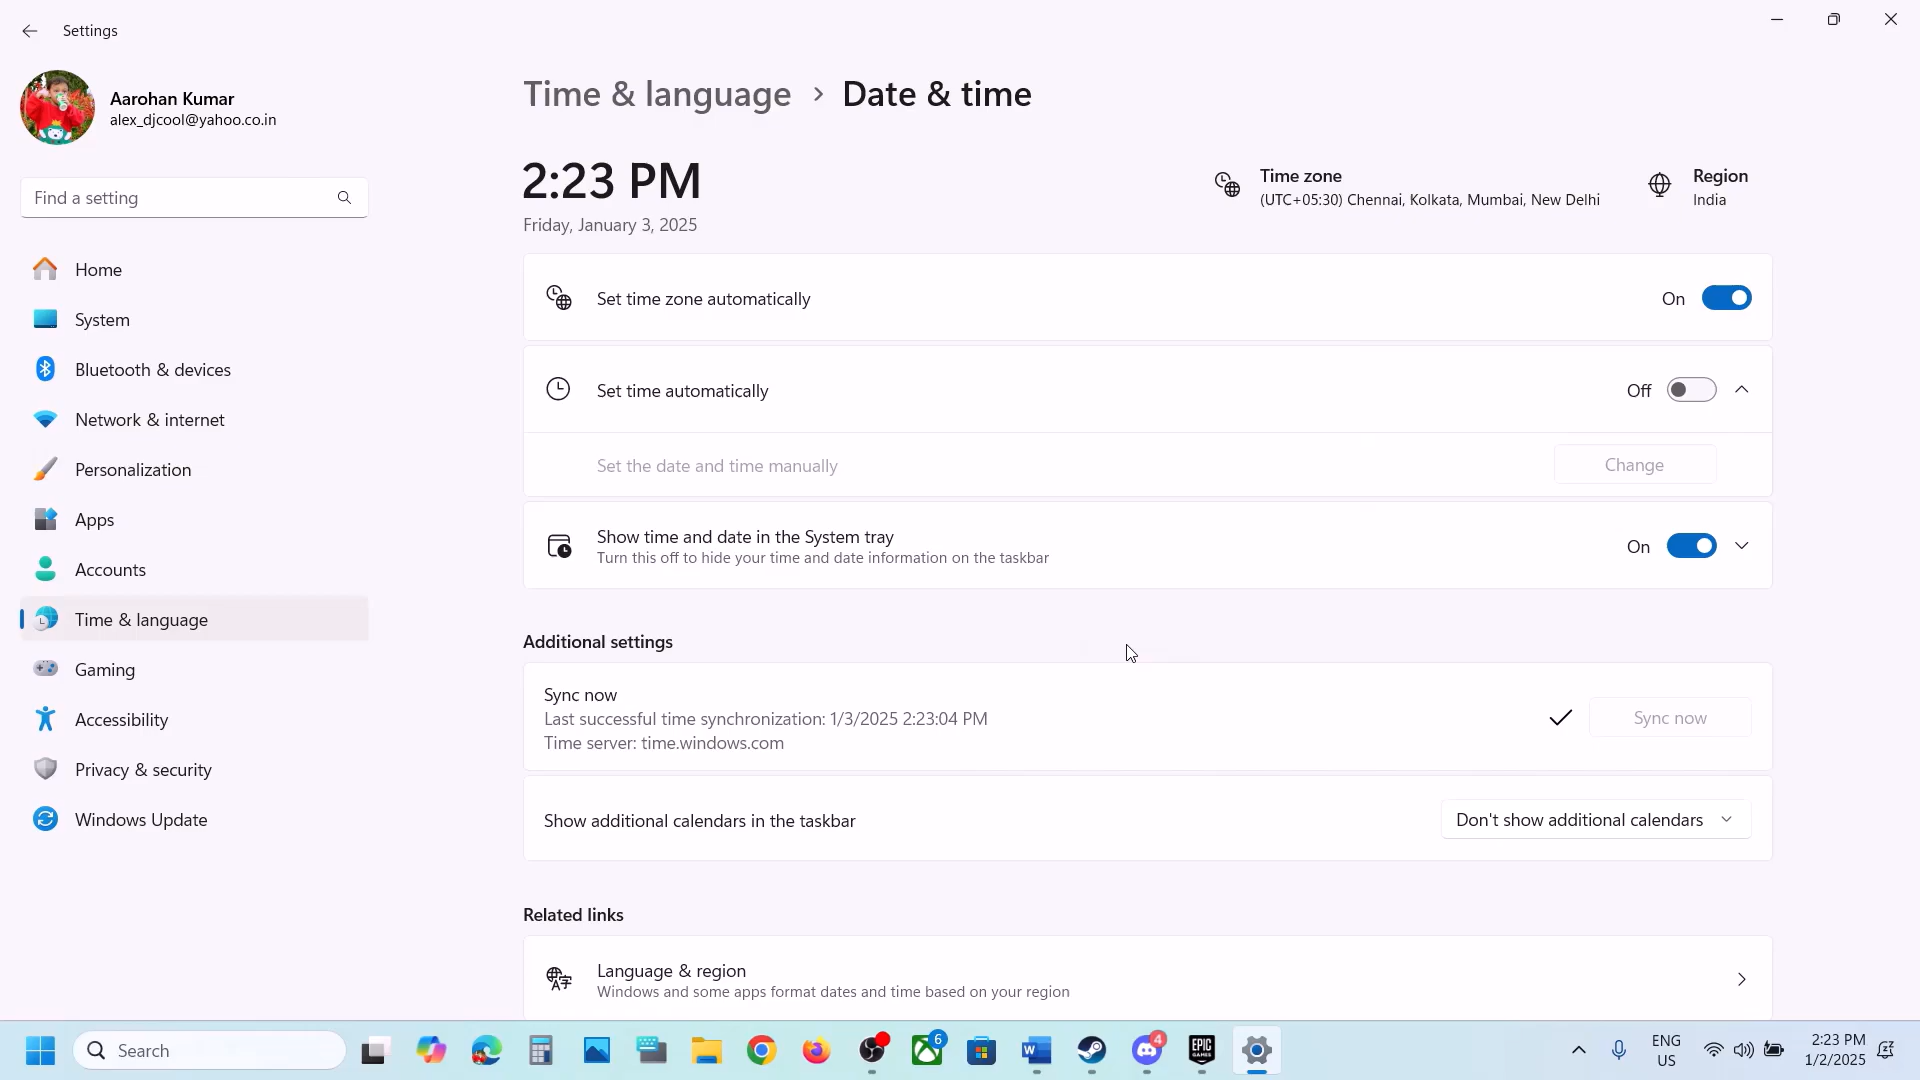 Settings
Aarohan Kumar
alex_djcool@yahoo.co.in
Find a setting
Home
System
Bluetooth & devices
Network & internet
Personalization
Apps
Accounts
Time & language
Gaming
Accessibility
Privacy & security
Windows Update
Time & language > Date & time
2:23 PM
Friday, January 3, 2025
Time zone
(UTC+05:30) Chennai, Kolkata, Mumbai, New Delhi
Region
India
Set time zone automatically On
Set time automatically Off
Set the date and time manually Change
Show time and date in the System tray On
Turn this off to hide your time and date information on the taskbar
Additional settings
Sync now
Last successful time synchronization: 1/3/2025 2:23:04 PM
Time server: time.windows.com
Sync now
Show additional calendars in the taskbar Don't show additional calendars
Related links
Language & region
Windows and some apps format dates and time based on your region
Search
6
4
EPIC
GAMES
ENG
US
2:23 PM
1/2/2025